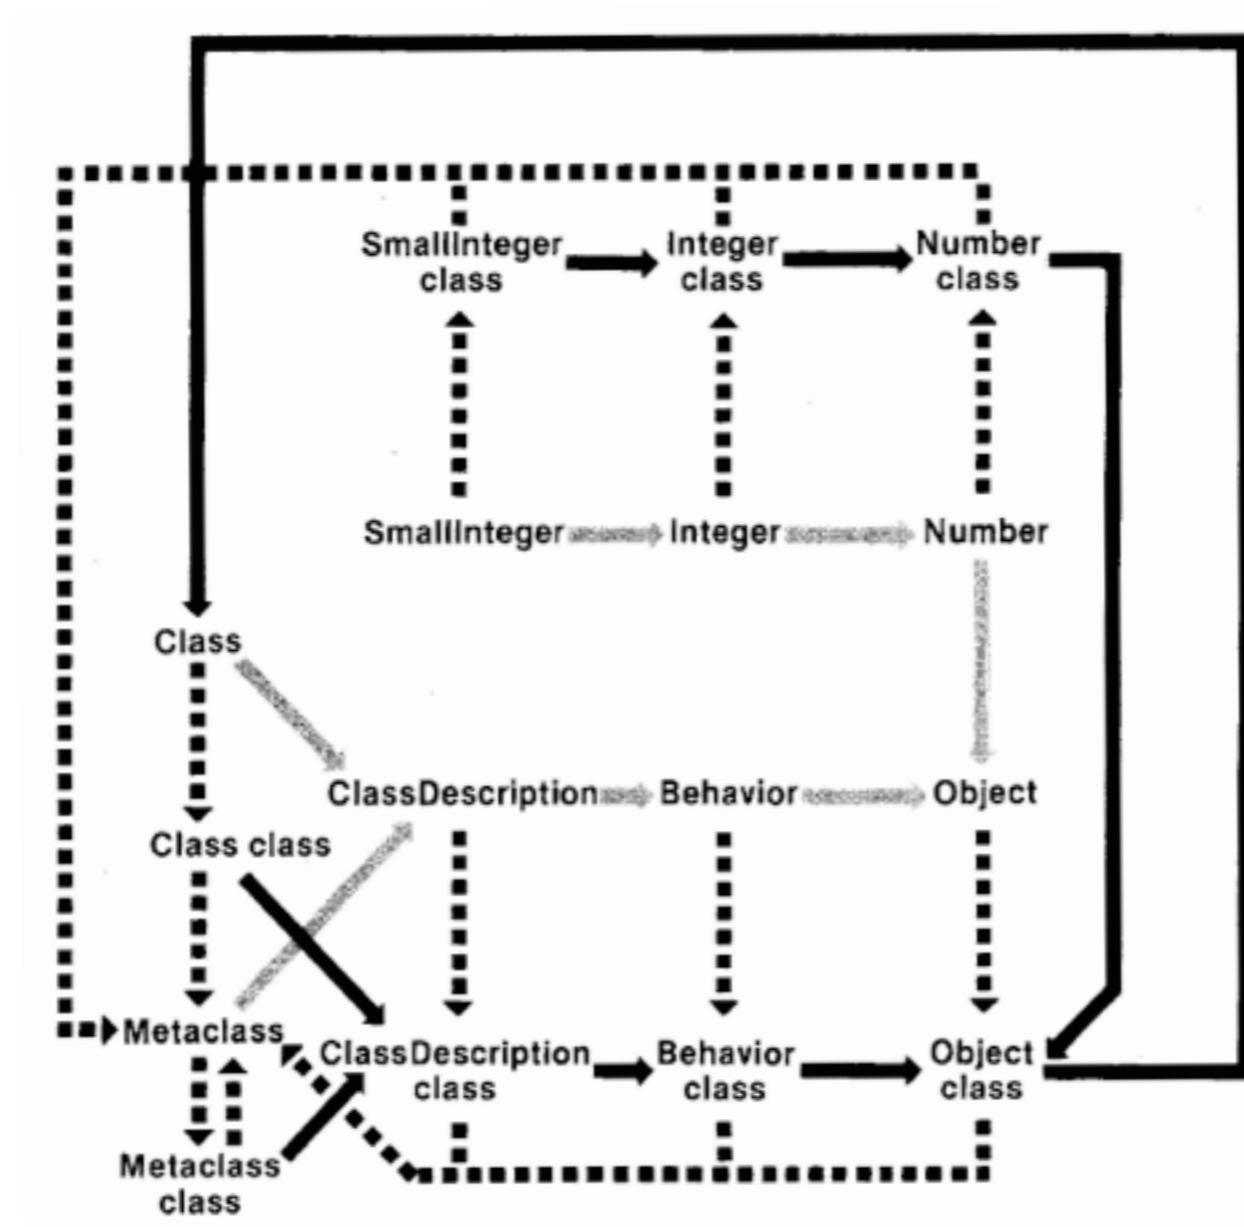 SmallInteger class
Integer class
Number class
SmallInteger
Integer
Number
Class
ClassDescription
Behavior
Object
Class class
Metaclass
ClassDescription class
Behavior class
Object class
Metaclass class